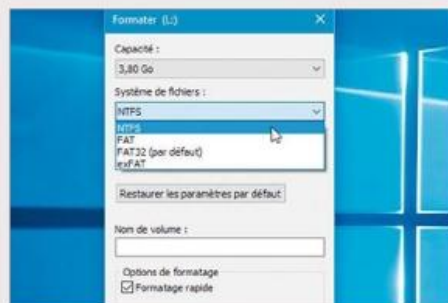 Formater (L:)
Capacité :
3,80 Go
Système de fichiers :
NTFS
NTFS
FAT
FAT32 (par défaut)
exFAT
Restaurer les paramètres par défaut
Nom de volume :
Options de formatage
Formatage rapide